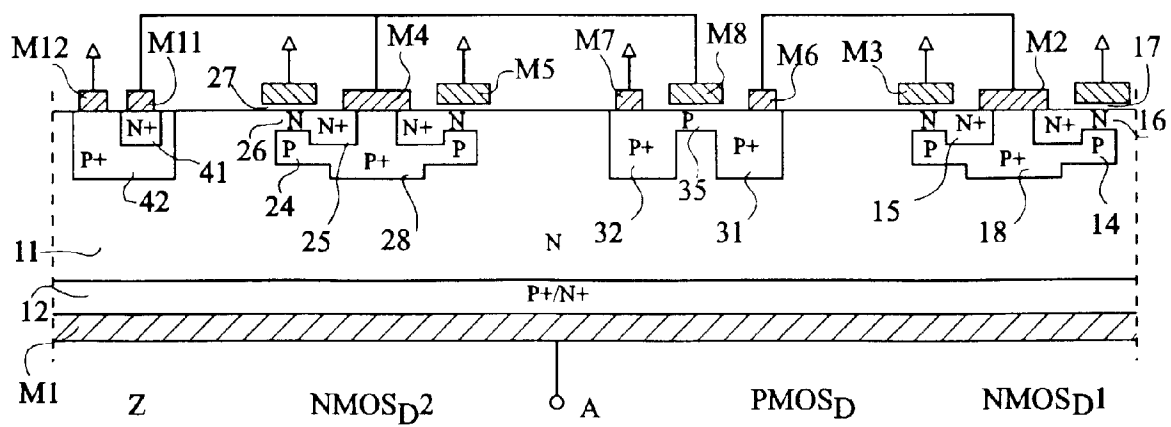 M12 M11 M4 M7 M8 M6 M3 M2
27 M5 17
N N+ N+ N P N N+ N+ N 16
P+ 26 P P+ P P+ P+ P P+ P
41
42 24 25 28 32 35 31 15 18 14
11 N
12 P+/N+
M1
Z NMOSD2 A PMOSD NMOSD1